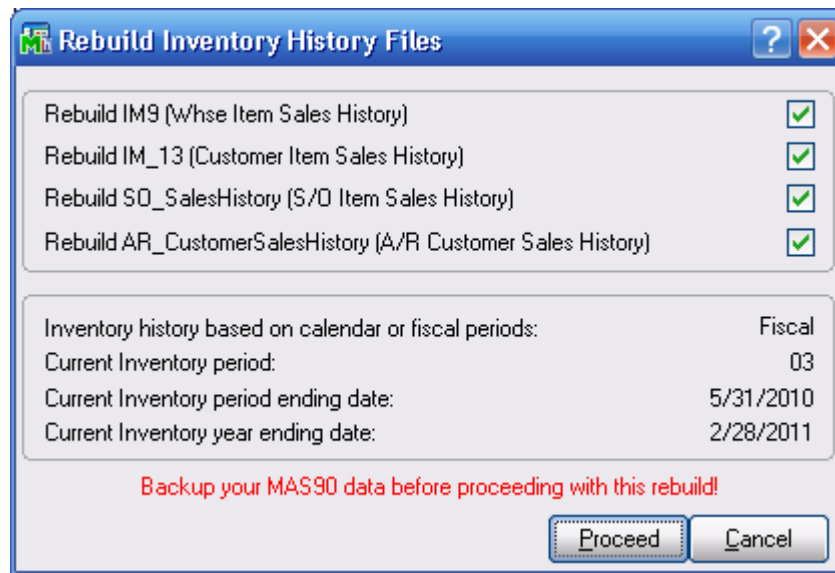 Rebuild Inventory History Files
Rebuild IM9 (Whse Item Sales History)
Rebuild IM_13 (Customer Item Sales History)
Rebuild SO_SalesHistory (S/O Item Sales History)
Rebuild AR_CustomerSalesHistory (A/R Customer Sales History)
Inventory history based on calendar or fiscal periods: Fiscal
Current Inventory period: 03
Current Inventory period ending date: 5/31/2010
Current Inventory year ending date: 2/28/2011
Backup your MAS90 data before proceeding with this rebuild!
Proceed Cancel